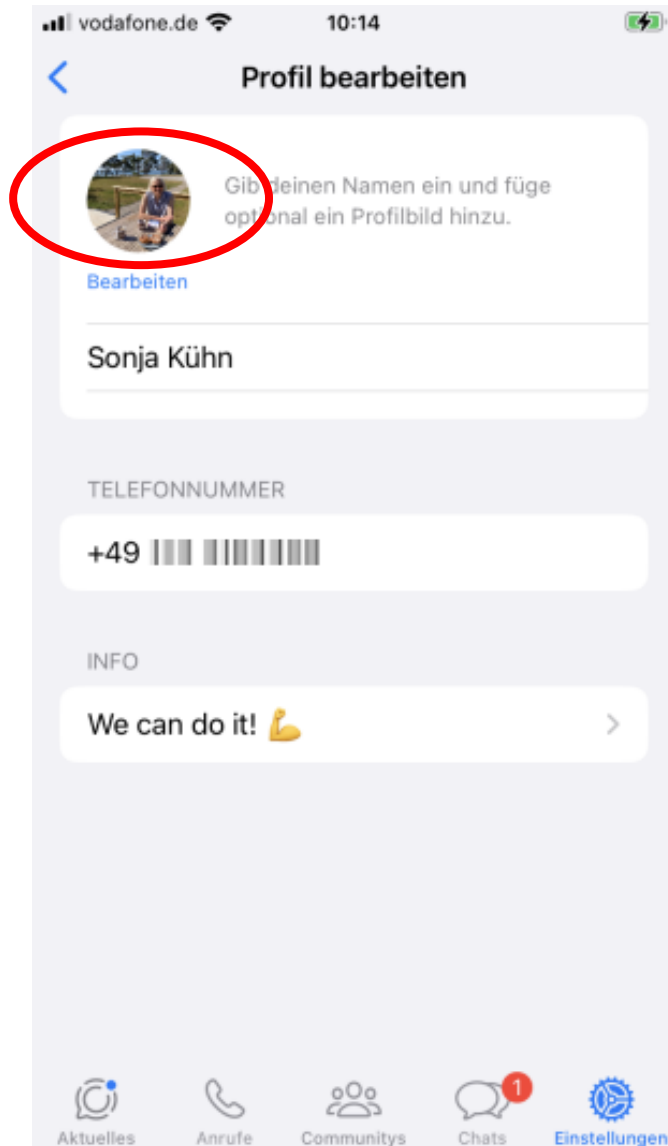 vodafone.de 10:14
Profil bearbeiten
Gib deinen Namen ein und füge
optional ein Profilbild hinzu.
Bearbeiten
Sonja Kühn
TELEFONNUMMER
+49
INFO
We can do it! 💪
1
Aktuelles Anrufe Communitys Chats Einstellungen